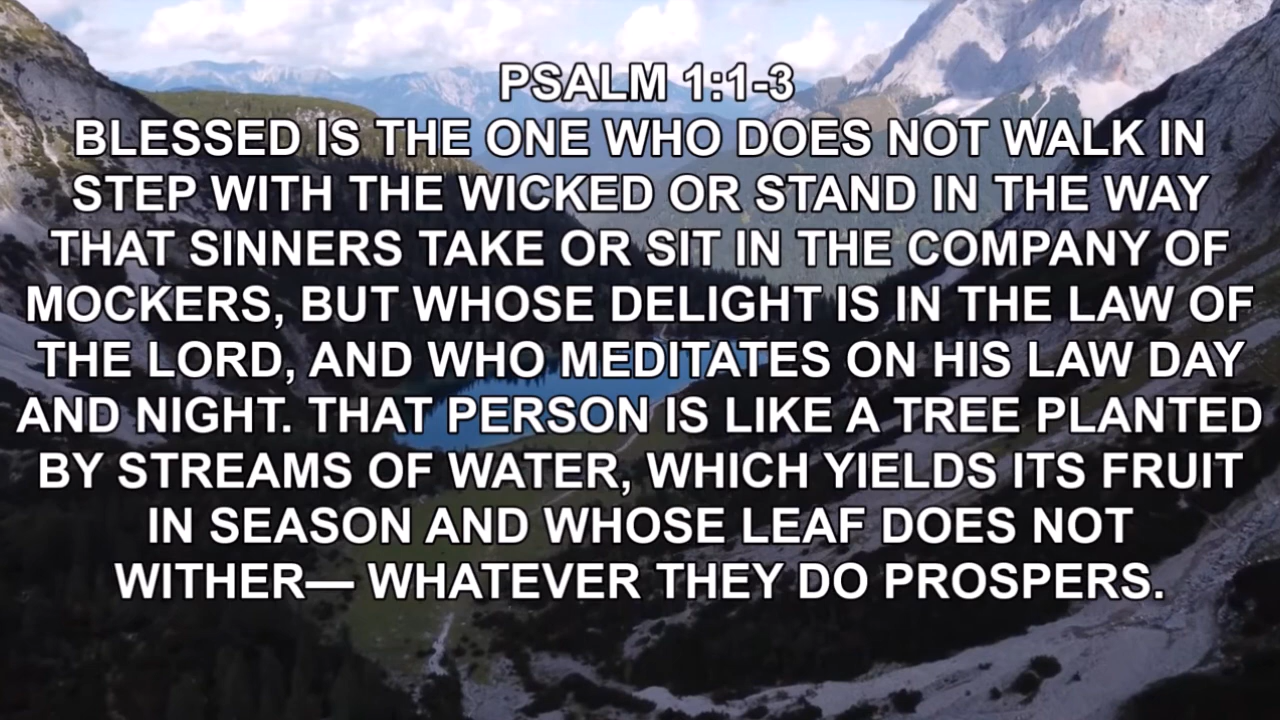 PSALM 1:1-3
BLESSED IS THE ONE WHO DOES NOT WALK IN
STEP WITH THE WICKED OR STAND IN THE WAY
THAT SINNERS TAKE OR SIT IN THE COMPANY OF
MOCKERS, BUT WHOSE DELIGHT IS IN THE LAW OF
THE LORD, AND WHO MEDITATES ON HIS LAW DAY
AND NIGHT. THAT PERSON IS LIKE A TREE PLANTED
BY STREAMS OF WATER, WHICH YIELDS ITS FRUIT
IN SEASON AND WHOSE LEAF DOES NOT
WITHER— WHATEVER THEY DO PROSPERS.